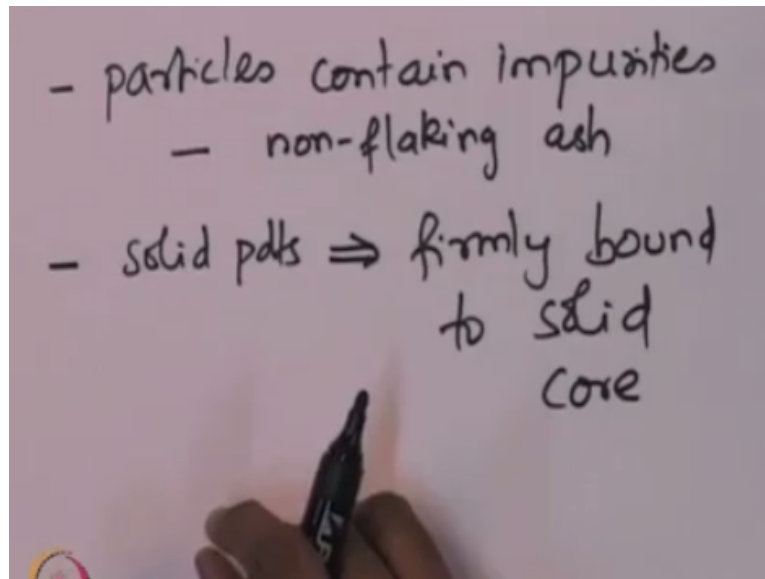 - particles contain impurities
- non-flaking ash
- solid pdts ⇒ firmly bound
to solid
core